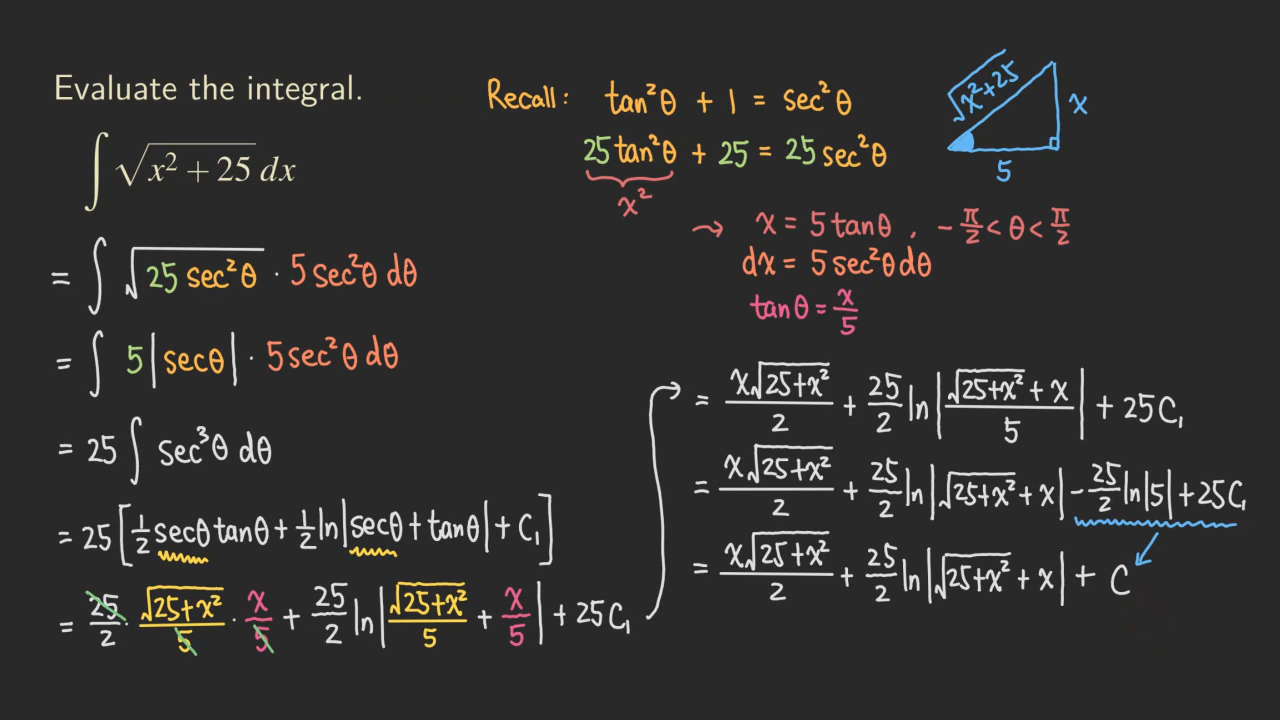 Evaluate the integral.
∫ √(x² + 25) dx
Recall: tan²θ + 1 = sec²θ
25tan²θ + 25 = 25 sec²θ
x²
√(x²+25)
x
5
→ x = 5 tanθ , -π/2 < θ < π/2
dx = 5 sec²θ dθ
tanθ = x/5
= ∫ √(25 sec²θ) · 5 sec²θ dθ
= ∫ 5|secθ| · 5 sec²θ dθ
= 25 ∫ sec³θ dθ
= 25 [1/2 secθ tanθ + 1/2 ln|secθ + tanθ| + C₁]
= 25/2 · √(25+x²)/5 · x/5 + 25/2 ln|√(25+x²)/5 + x/5| + 25C₁
= x√(25+x²)/2 + 25/2 ln|(√(25+x²) + x)/5| + 25C₁
= x√(25+x²)/2 + 25/2 ln|√(25+x²) + x| - 25/2 ln|5| + 25C₁
= x√(25+x²)/2 + 25/2 ln|√(25+x²) + x| + C